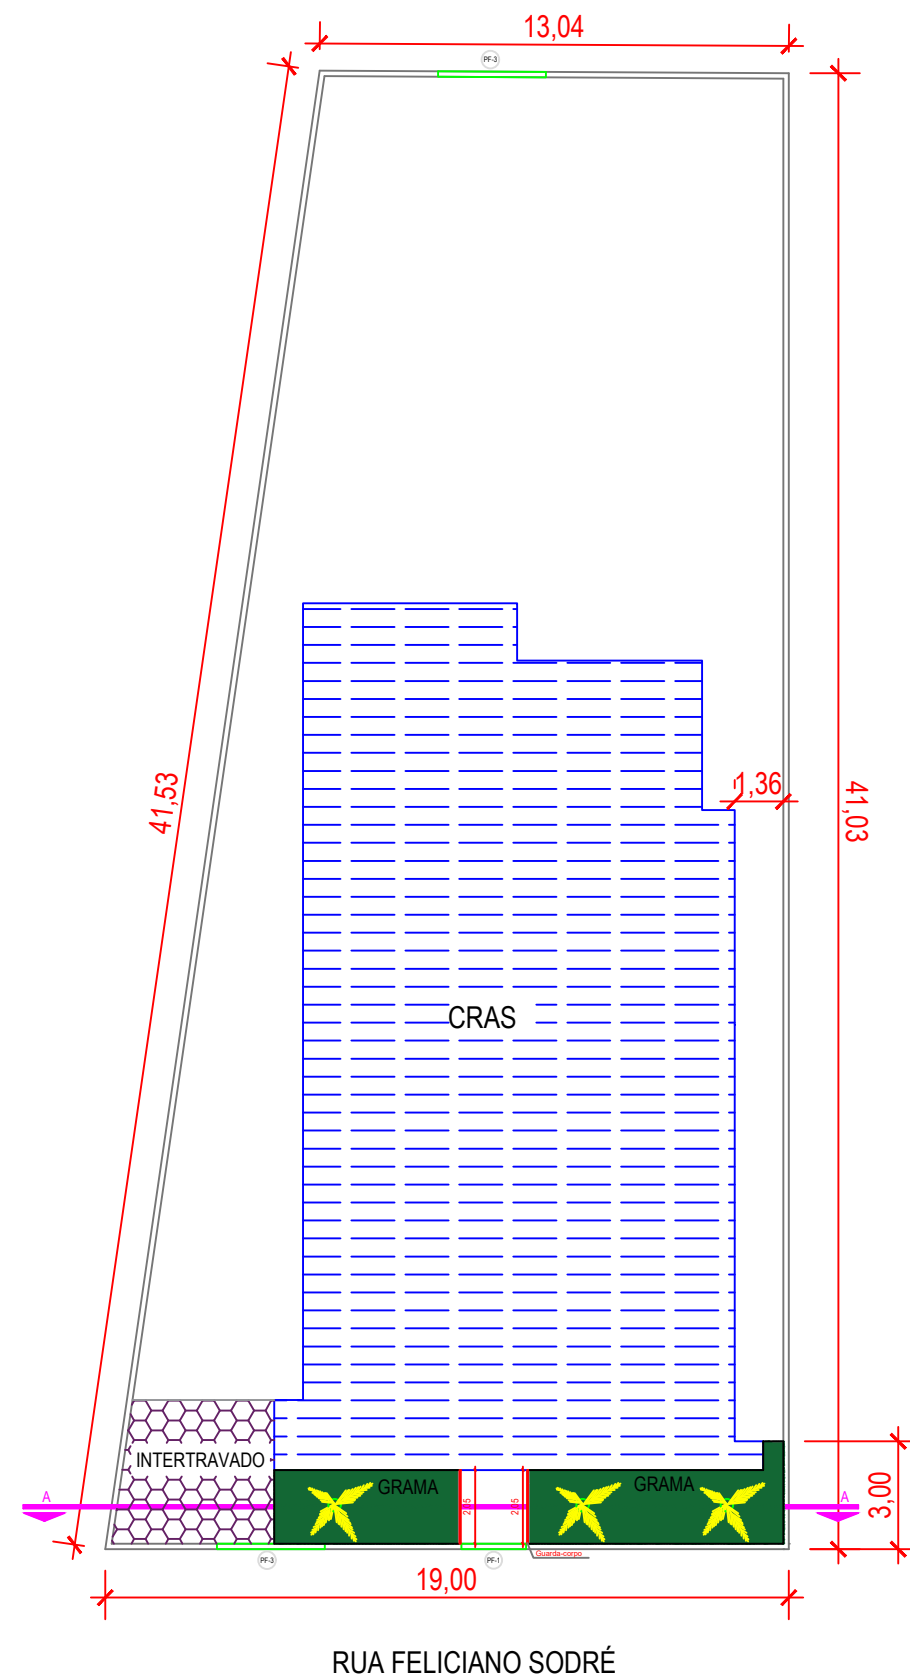 13,04
PF-3
41,53
1,36
41,03
CRAS
INTERTRAVADO
GRAMA
GRAMA
A
A
3,00
PF-3
PF-1
Guarda-corpo
19,00
RUA FELICIANO SODRÉ